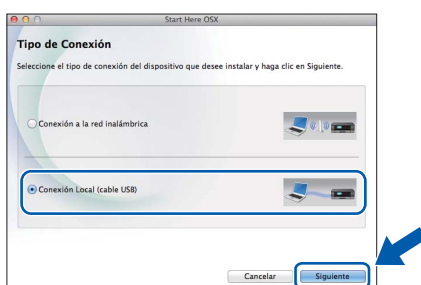 Start Here OSX
Tipo de Conexión
Seleccione el tipo de conexión del dispositivo que desee instalar y haga clic en Siguiente.
Conexión a la red inalámbrica
Conexión Local (cable USB)
Cancelar
Siguiente